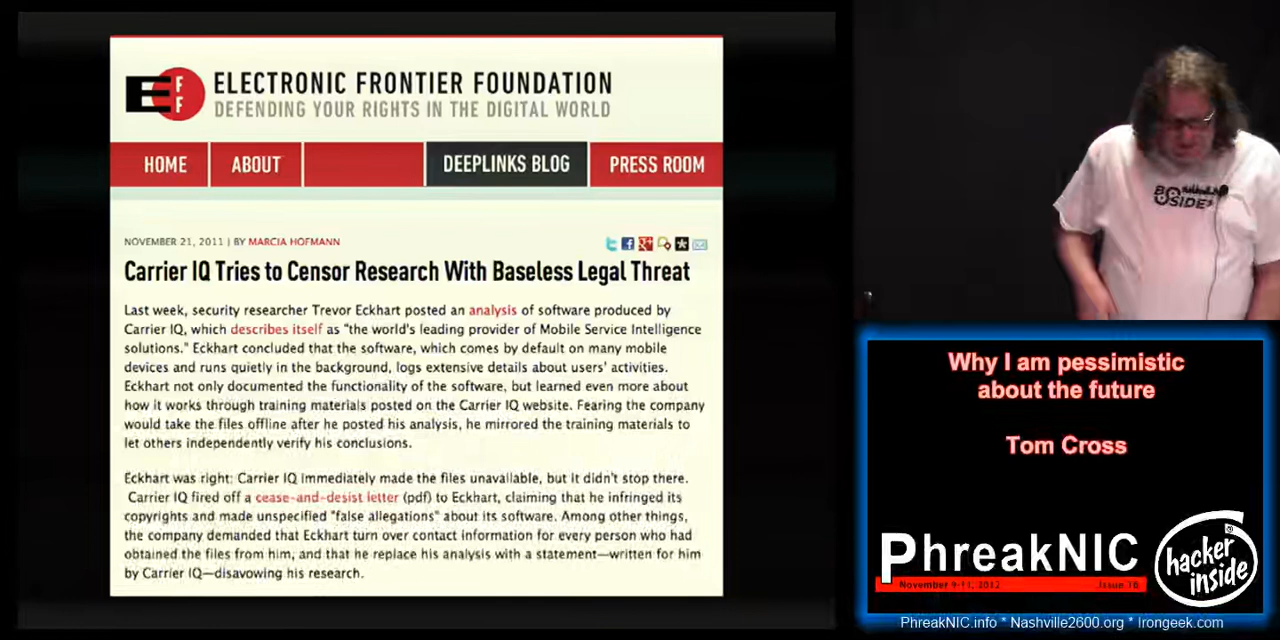 E
F
F
ELECTRONIC FRONTIER FOUNDATION
DEFENDING YOUR RIGHTS IN THE DIGITAL WORLD
HOME
ABOUT
DEEPLINKS BLOG
PRESS ROOM
NOVEMBER 21, 2011 | BY MARCIA HOFMANN
Carrier IQ Tries to Censor Research With Baseless Legal Threat
Last week, security researcher Trevor Eckhart posted an analysis of software produced by
Carrier IQ, which describes itself as "the world's leading provider of Mobile Service Intelligence
solutions." Eckhart concluded that the software, which comes by default on many mobile
devices and runs quietly in the background, logs extensive details about users' activities.
Eckhart not only documented the functionality of the software, but learned even more about
how it works through training materials posted on the Carrier IQ website. Fearing the company
would take the files offline after he posted his analysis, he mirrored the training materials to
let others independently verify his conclusions.
Eckhart was right: Carrier IQ immediately made the files unavailable, but it didn't stop there.
Carrier IQ fired off a cease-and-desist letter (pdf) to Eckhart, claiming that he infringed its
copyrights and made unspecified "false allegations" about its software. Among other things,
the company demanded that Eckhart turn over contact information for every person who had
obtained the files from him, and that he replace his analysis with a statement—written for him
by Carrier IQ—disavowing his research.
Why I am pessimistic
about the future
Tom Cross
PhreakNIC
November 9-11, 2012
hacker
inside
PhreakNIC.info * Nashville2600.org * Irongeek.com